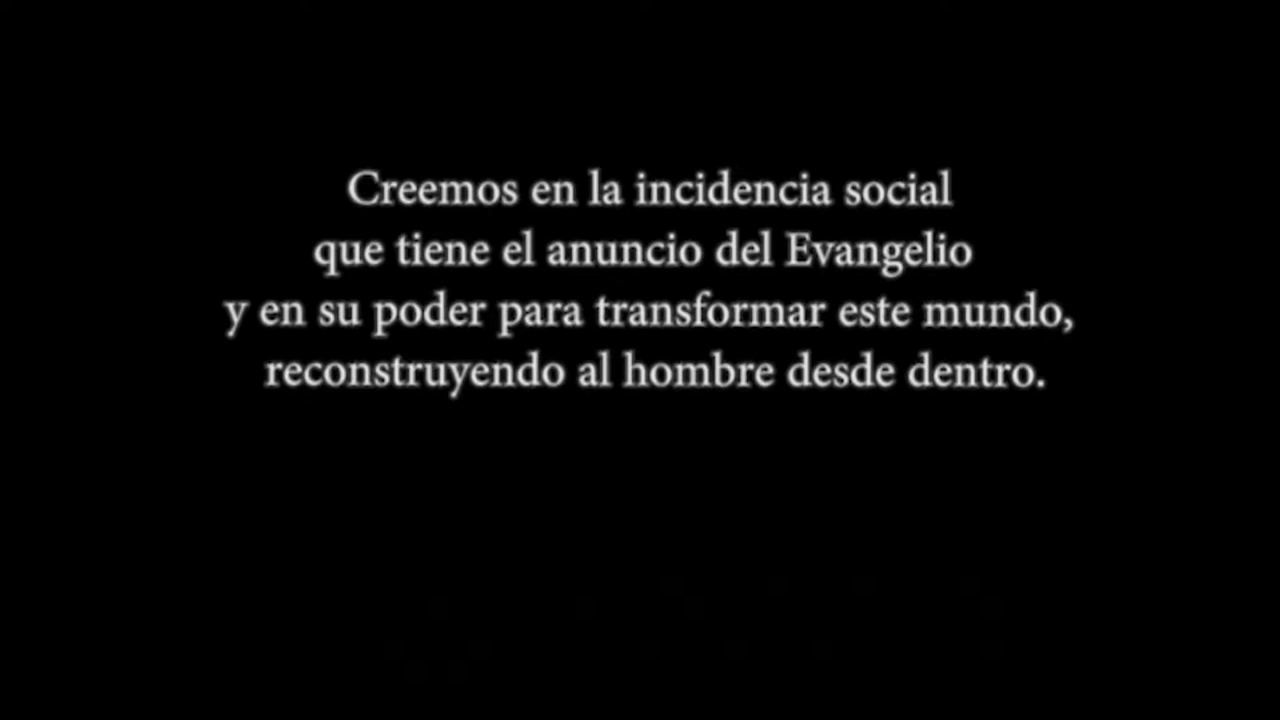 Creemos en la incidencia social
que tiene el anuncio del Evangelio
y en su poder para transformar este mundo,
reconstruyendo al hombre desde dentro.